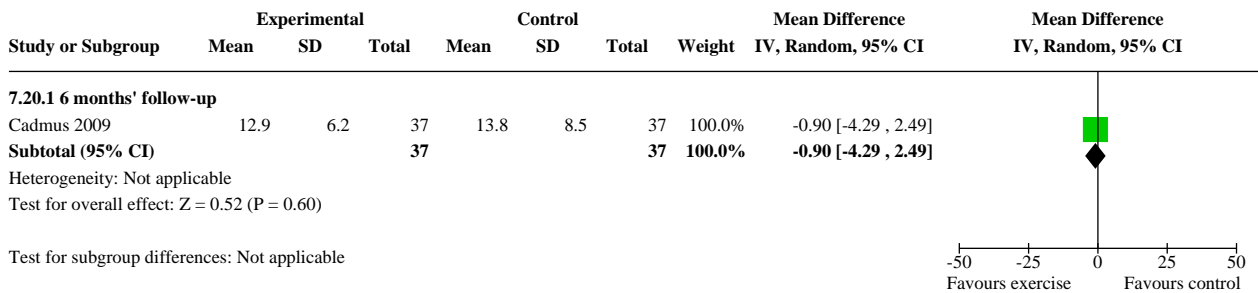 Experimental Control Mean Difference Mean Difference
Study or Subgroup Mean SD Total Mean SD Total Weight IV, Random, 95% CI IV, Random, 95% CI
7.20.1 6 months' follow-up
Cadmus 2009 12.9 6.2 37 13.8 8.5 37 100.0% -0.90 [-4.29 , 2.49]
Subtotal (95% CI) 37 37 100.0% -0.90 [-4.29 , 2.49]
Heterogeneity: Not applicable
Test for overall effect: Z = 0.52 (P = 0.60)
Test for subgroup differences: Not applicable
-50 -25 0 25 50
Favours exercise Favours control